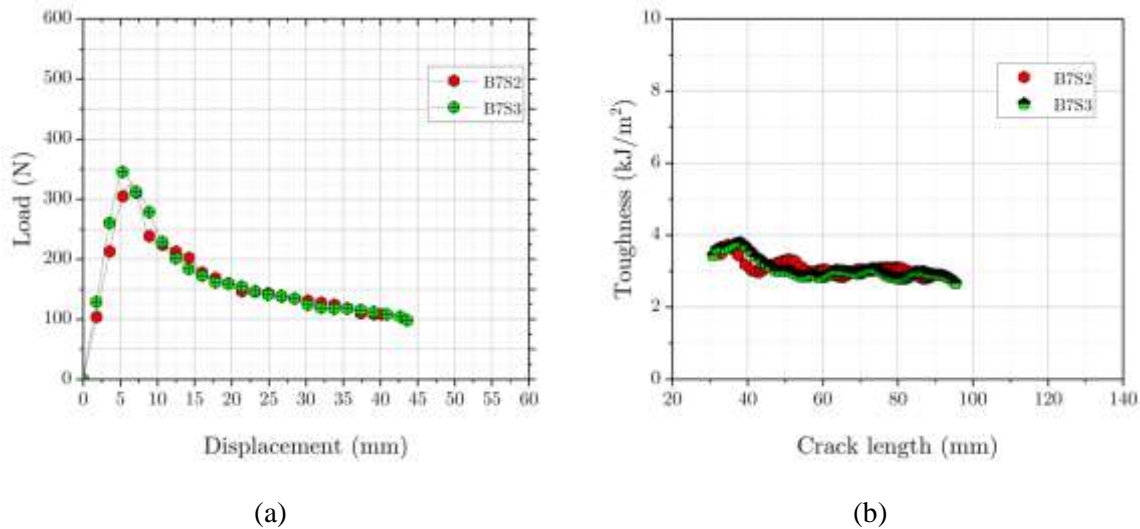 600
500
400
300
200
100
0
0 5 10 15 20 25 30 35 40 45 50 55 60
Load (N)
Displacement (mm)
B7S2
B7S3
(a)
10
8
6
4
2
0
20 40 60 80 100 120 140
Toughness (kJ/m²)
Crack length (mm)
B7S2
B7S3
(b)